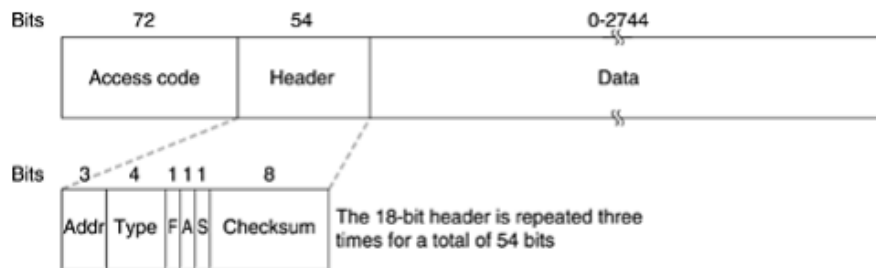 Bits 72 54 0-2744
Access code Header Data
Bits 3 4 1 1 1 8
Addr Type F A S Checksum
The 18-bit header is repeated three
times for a total of 54 bits